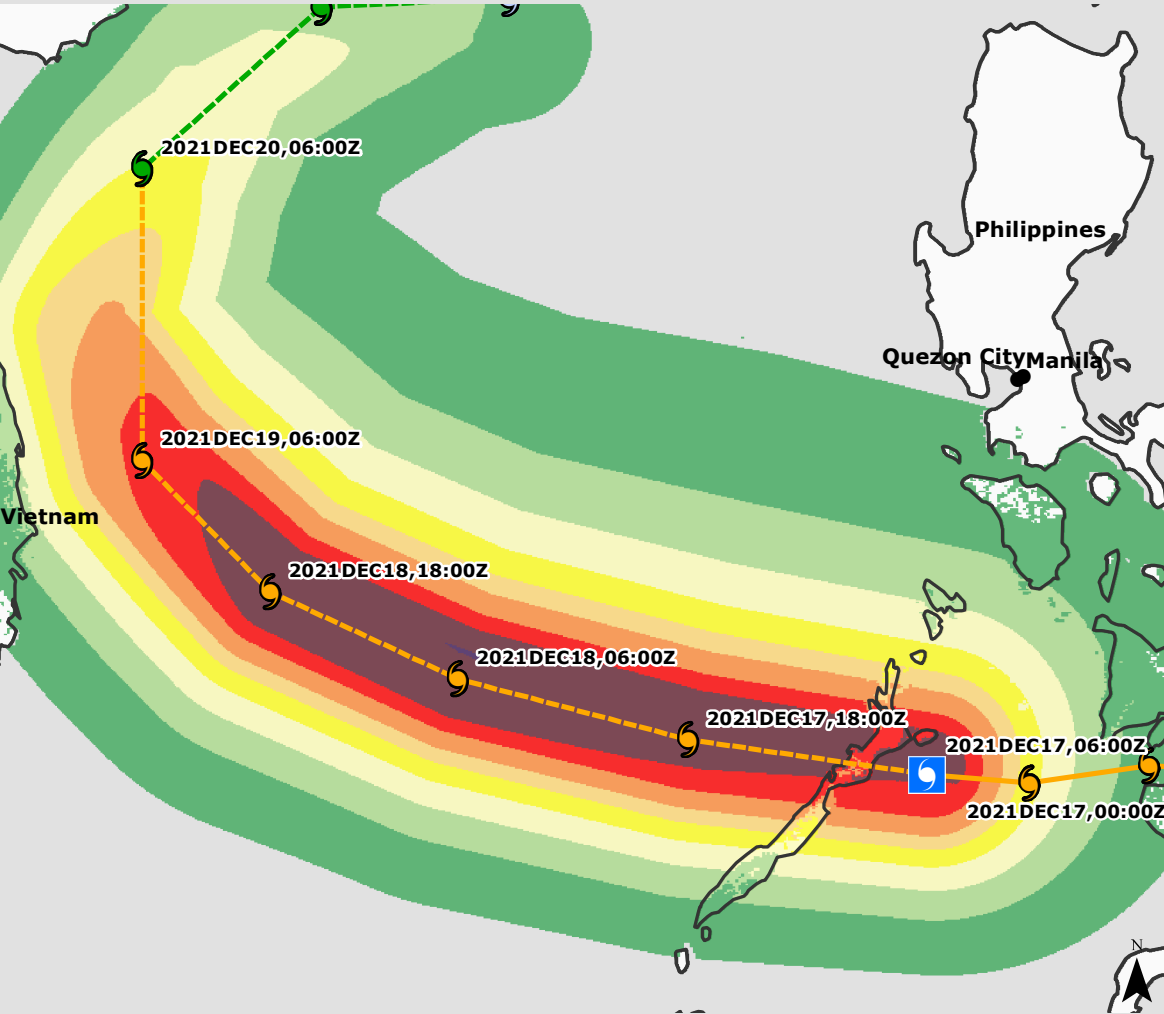 N
2021DEC20,06:00Z
Philippines
Quezon City
Manila
2021DEC19,06:00Z
Vietnam
2021DEC18,18:00Z
2021DEC18,06:00Z
2021DEC17,18:00Z
2021DEC17,06:00Z
2021DEC17,00:00Z